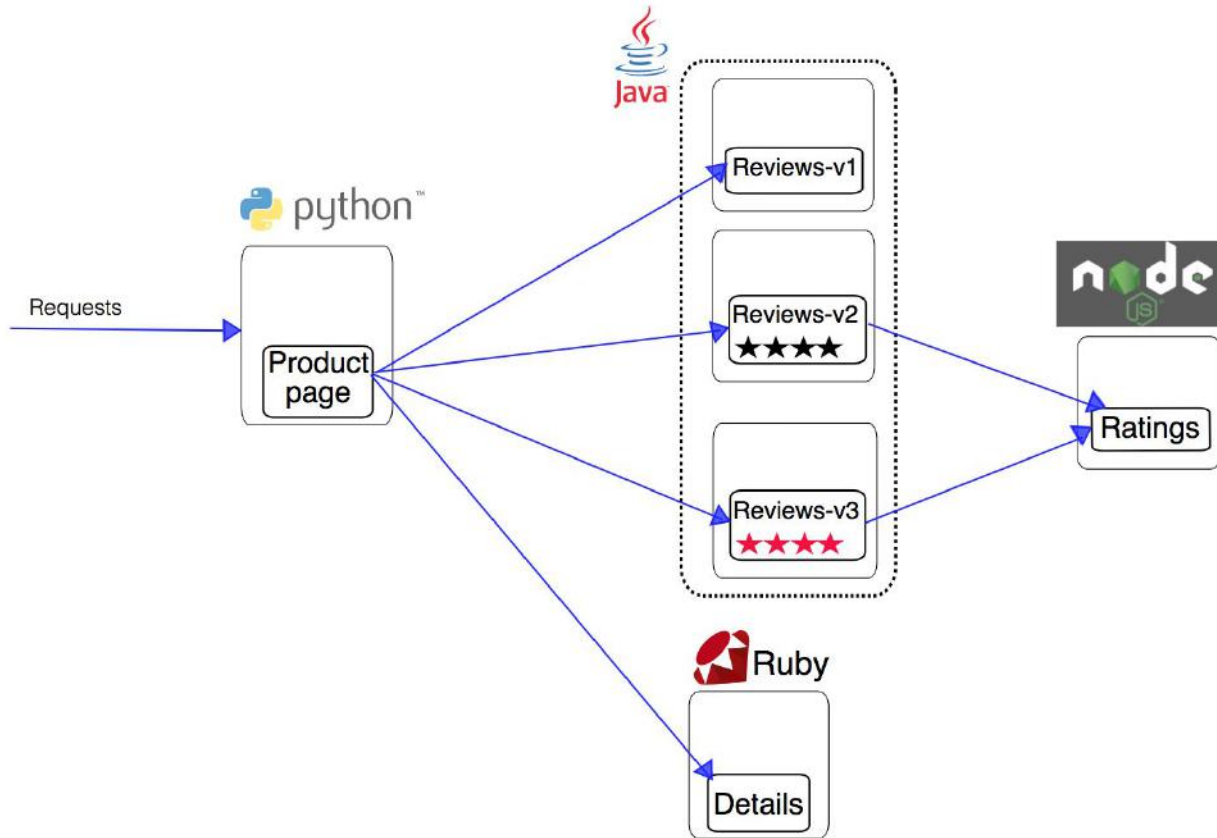 Java
Reviews-v1
python™
node
JS
Requests
Reviews-v2
Product
page
Ratings
Reviews-v3
Ruby
Details